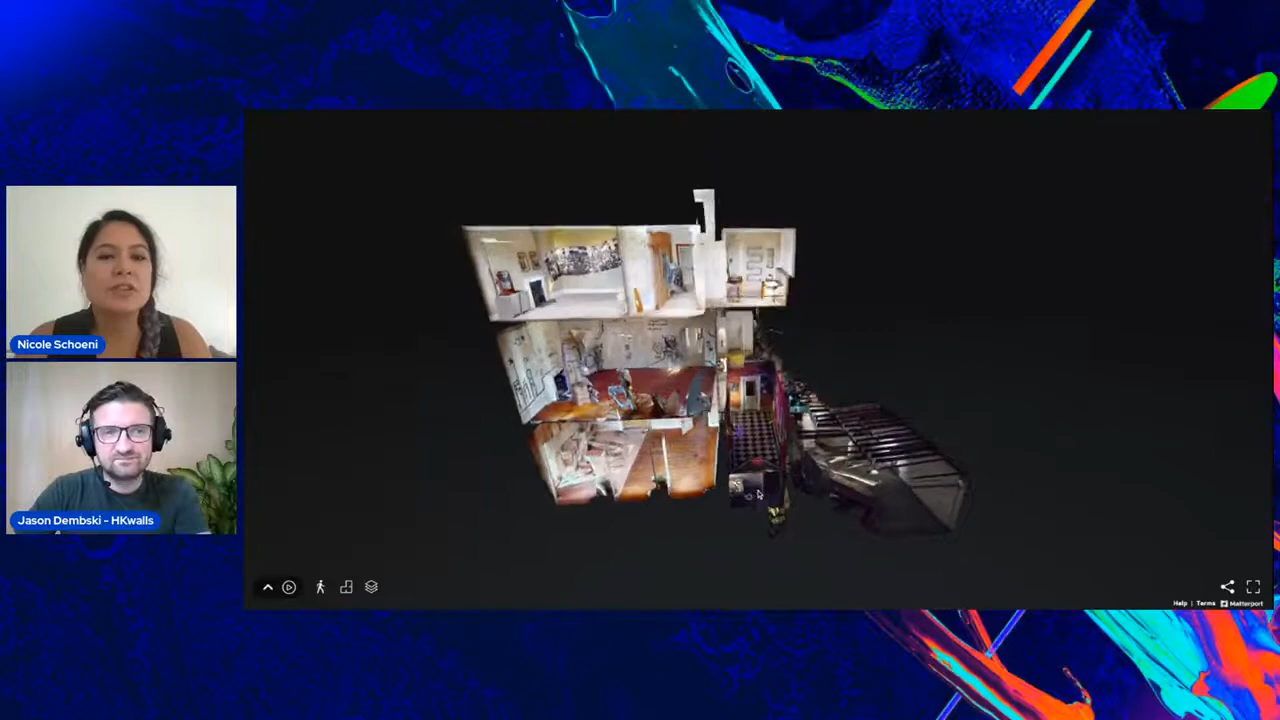 Nicole Schoeni
Jason Dembski - HKwalls
Help | Terms Matterport